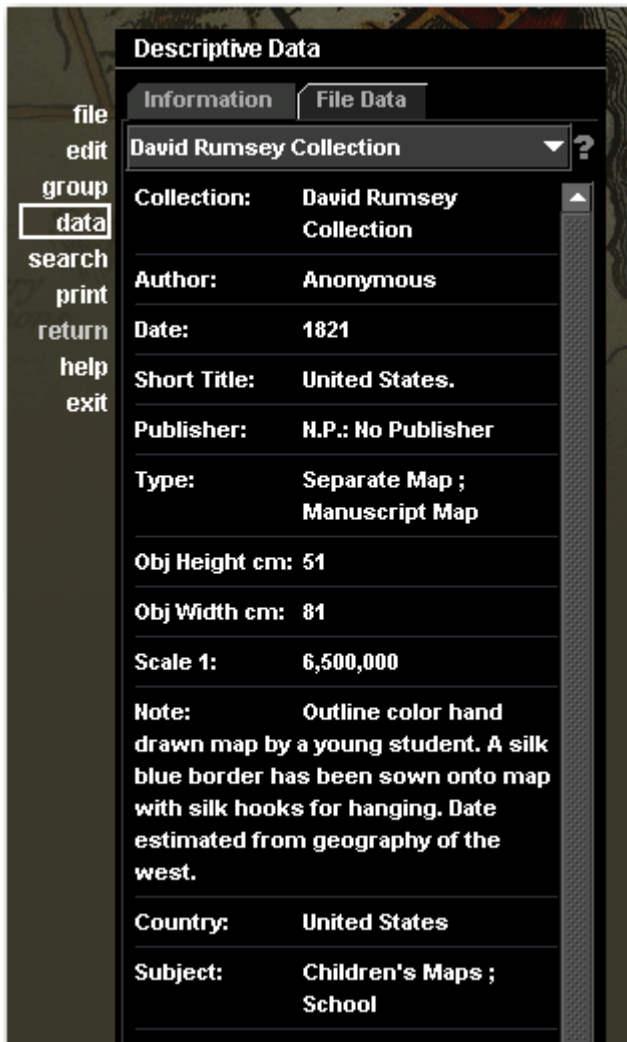 Descriptive Data
Information File Data
file
edit
group
data
search
print
return
help
exit
David Rumsey Collection ?
Collection: David Rumsey
Collection
Author: Anonymous
Date: 1821
Short Title: United States.
Publisher: N.P.: No Publisher
Type: Separate Map ;
Manuscript Map
Obj Height cm: 51
Obj Width cm: 81
Scale 1: 6,500,000
Note: Outline color hand
drawn map by a young student. A silk
blue border has been sown onto map
with silk hooks for hanging. Date
estimated from geography of the
west.
Country: United States
Subject: Children's Maps ;
School